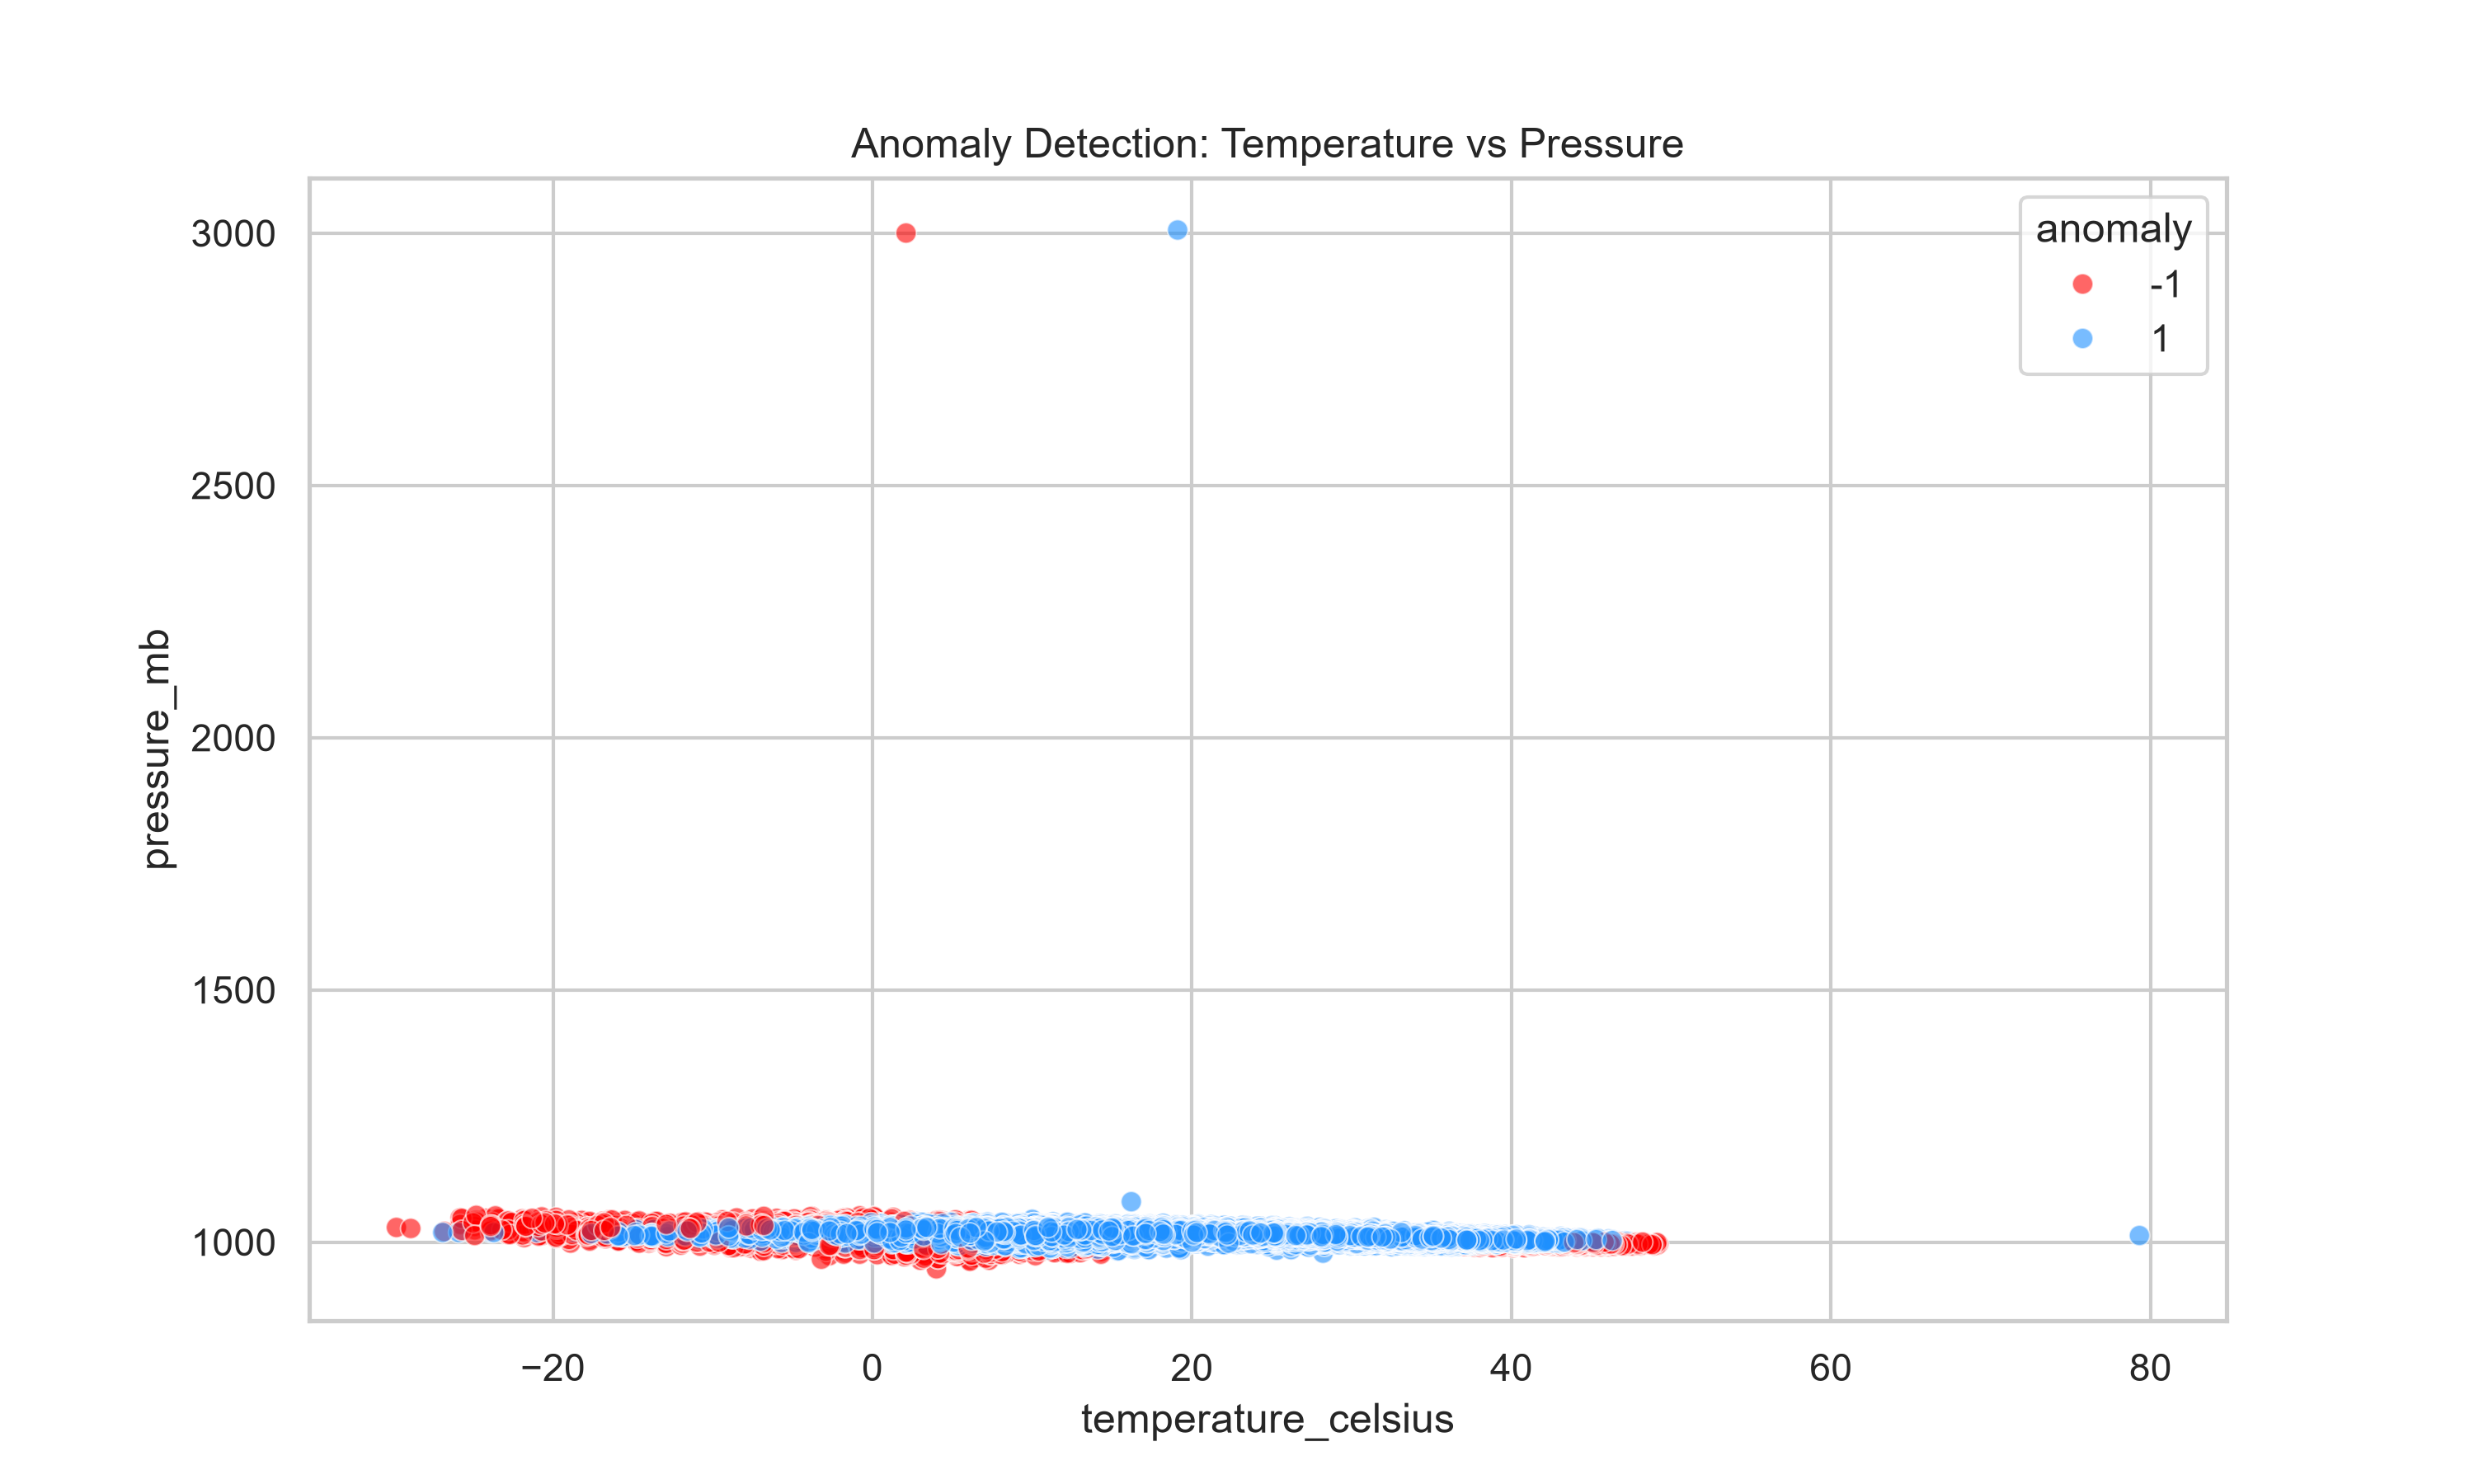 Anomaly Detection: Temperature vs Pressure
anomaly
-1
1
3000
2500
2000
1500
1000
pressure_mb
−20 0 20 40 60 80
temperature_celsius